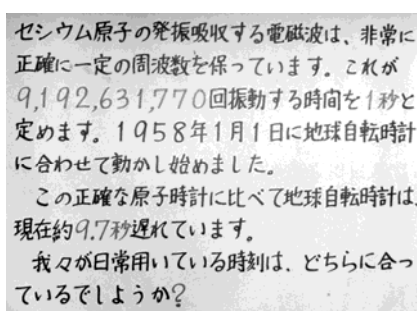 セシウム原子の発振吸収する電磁波は、非常に
正確に一定の周波数を保っています。これが
9,192,631,770回振動する時間を1秒と
定めます。1958年1月1日に地球自転時計
に合わせて動かし始めました。
この正確な原子時計に比べて地球自転時計は、
現在約9.7秒遅れています。
我々が日常用いている時刻は、どちらに合っ
ているでしようか?